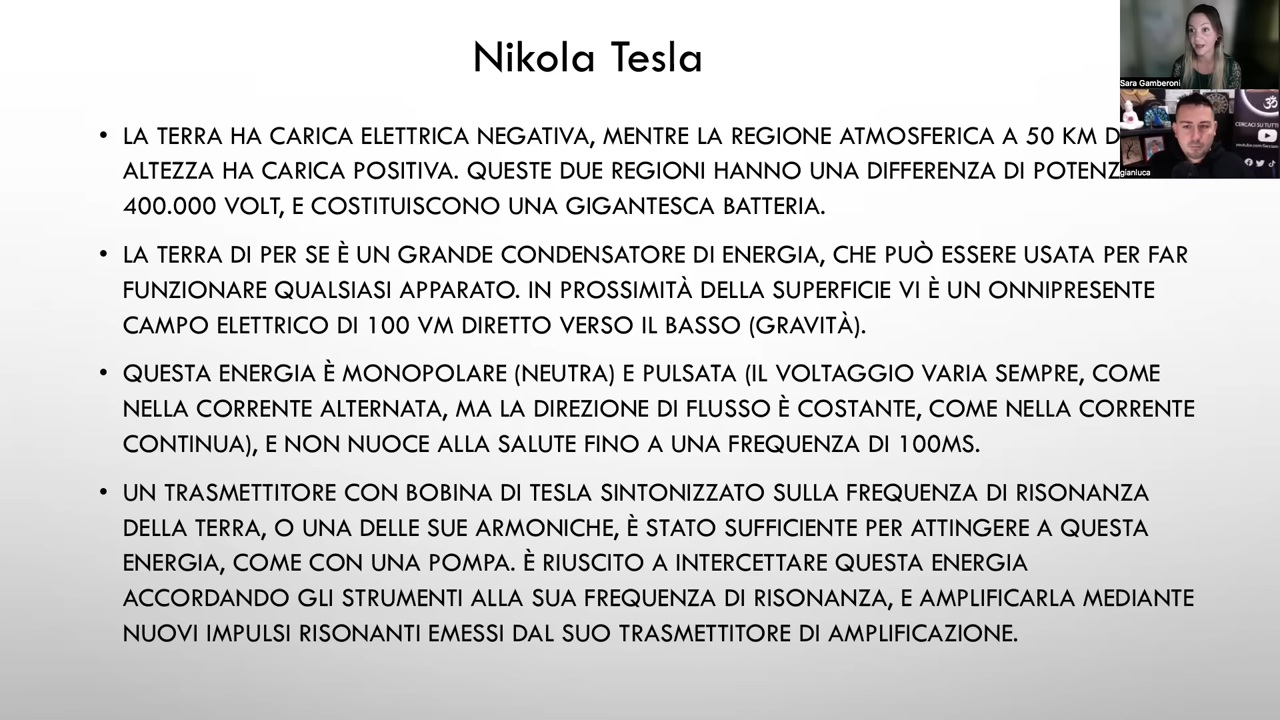 Nikola Tesla
Sara Gamberoni
• LA TERRA HA CARICA ELETTRICA NEGATIVA, MENTRE LA REGIONE ATMOSFERICA A 50 KM
ALTEZZA HA CARICA POSITIVA. QUESTE DUE REGIONI HANNO UNA DIFFERENZA DI
400.000 VOLT, E COSTITUISCONO UNA GIGANTESCA BATTERIA.
CERCACI SU TUTTI
gianluca
• LA TERRA DI PER SE È UN GRANDE CONDENSATORE DI ENERGIA, CHE PUÒ ESSERE USATA PER FAR
FUNZIONARE QUALSIASI APPARATO. IN PROSSIMITÀ DELLA SUPERFICIE VI È UN ONNIPRESENTE
CAMPO ELETTRICO DI 100 VM DIRETTO VERSO IL BASSO (GRAVITÀ).
• QUESTA ENERGIA È MONOPOLARE (NEUTRA) E PULSATA (IL VOLTAGGIO VARIA SEMPRE, COME
NELLA CORRENTE ALTERNATA, MA LA DIREZIONE DI FLUSSO È COSTANTE, COME NELLA CORRENTE
CONTINUA), E NON NUOCE ALLA SALUTE FINO A UNA FREQUENZA DI 100MS.
• UN TRASMETTITORE CON BOBINA DI TESLA SINTONIZZATO SULLA FREQUENZA DI RISONANZA
DELLA TERRA, O UNA DELLE SUE ARMONICHE, È STATO SUFFICIENTE PER ATTINGERE A QUESTA
ENERGIA, COME CON UNA POMPA. È RIUSCITO A INTERCETTARE QUESTA ENERGIA
ACCORDANDO GLI STRUMENTI ALLA SUA FREQUENZA DI RISONANZA, E AMPLIFICARLA MEDIANTE
NUOVI IMPULSI RISONANTI EMESSI DAL SUO TRASMETTITORE DI AMPLIFICAZIONE.